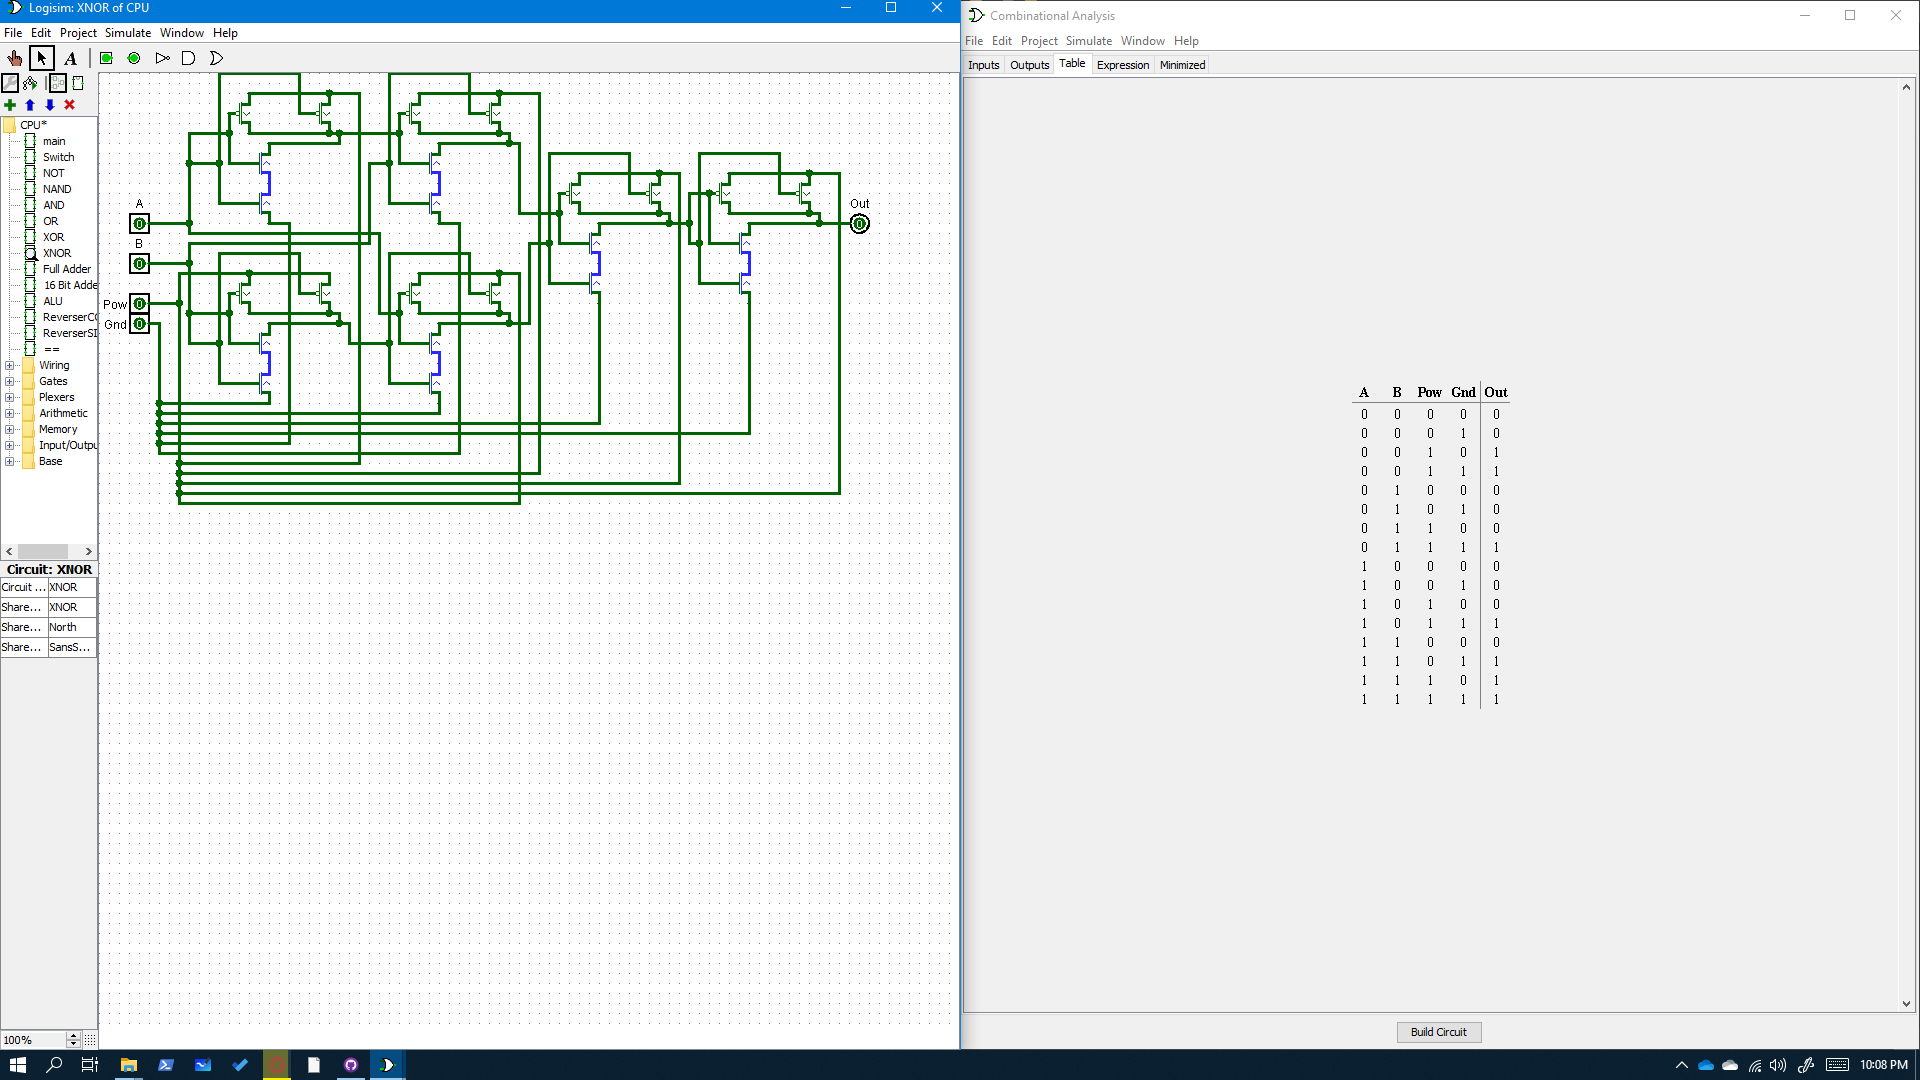 Logisim: XNOR of CPU
File Edit Project Simulate Window Help
A
CPU*
main
Switch
NOT
NAND
AND
OR
XOR
XNOR
Full Adder
16 Bit Adde
ALU
ReverserCO
ReverserSI
==
Wiring
Gates
Plexers
Arithmetic
Memory
Input/Outpu
Base
Circuit: XNOR
Circuit ... XNOR
Share... XNOR
Share... North
Share... SansS...
100%
A
0
B
0
Pow 0
Gnd 0
Out
0
Combinational Analysis
File Edit Project Simulate Window Help
Inputs Outputs Table Expression Minimized
A B Pow Gnd Out
0 0 0 0 0
0 0 0 1 0
0 0 1 0 1
0 0 1 1 1
0 1 0 0 0
0 1 0 1 0
0 1 1 0 0
0 1 1 1 1
1 0 0 0 0
1 0 0 1 0
1 0 1 0 0
1 0 1 1 1
1 1 0 0 0
1 1 0 1 1
1 1 1 0 1
1 1 1 1 1
Build Circuit
10:08 PM